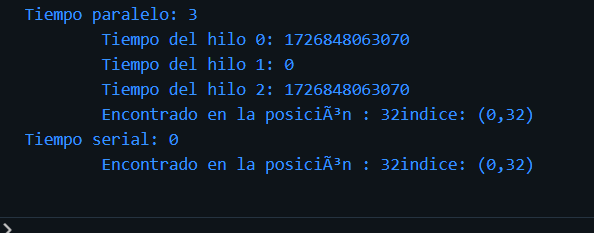 Tiempo paralelo: 3
Tiempo del hilo 0: 1726848063070
Tiempo del hilo 1: 0
Tiempo del hilo 2: 1726848063070
Encontrado en la posiciÃ³n : 32indice: (0,32)
Tiempo serial: 0
Encontrado en la posiciÃ³n : 32indice: (0,32)